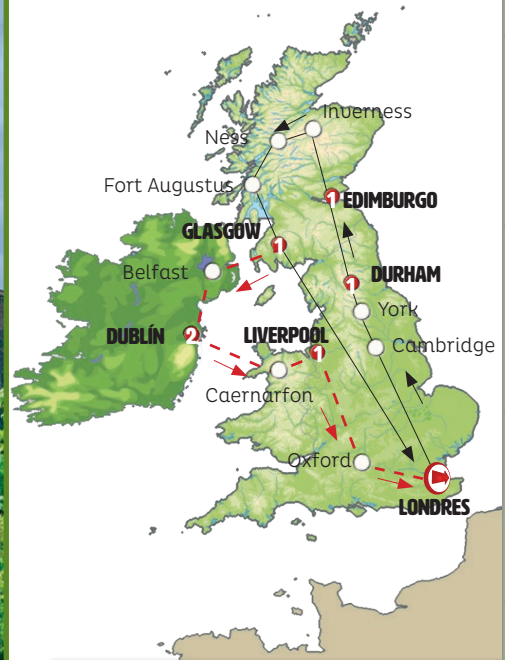 Inverness
Ness
Fort Augustus
1 EDIMBURGO
GLASGOW 1
Belfast
1 DURHAM
York
DUBLÍN 2
LIVERPOOL
1
Cambridge
Caernarfon
Oxford
LONDRES